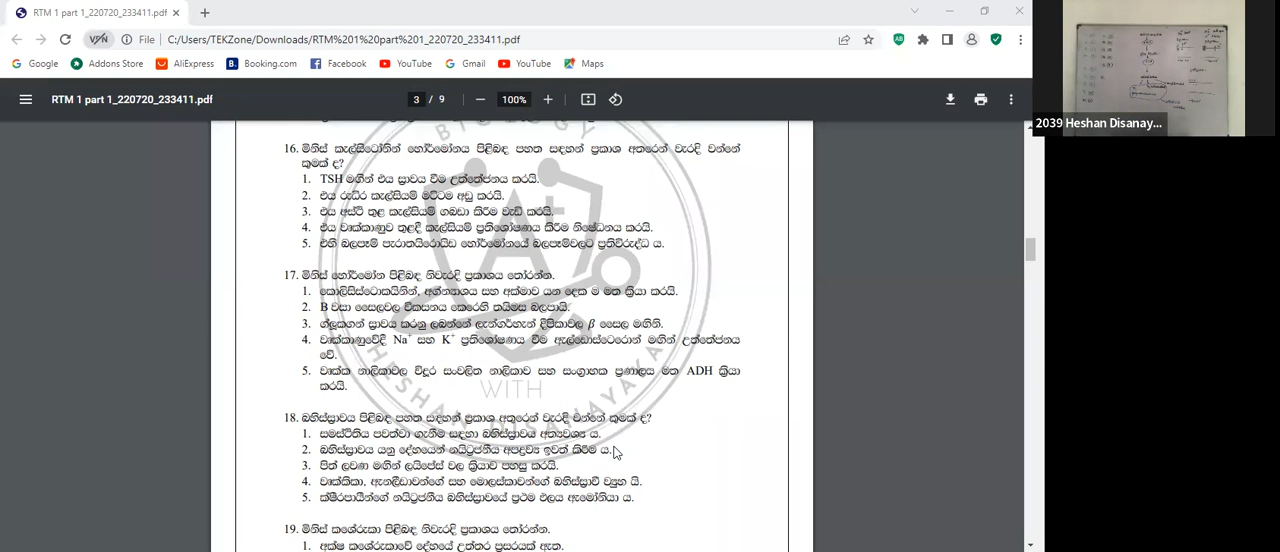 RTM 1 part 1_220720_233411.pdf
VPN File C:/Users/TEKZone/Downloads/RTM%201%20part%201_220720_233411.pdf
Google Addons Store AliExpress Booking.com Facebook YouTube Gmail YouTube Maps
RTM 1 part 1_220720_233411.pdf 3 / 9 100%
2039 Heshan Disanay...
BIOLOGY
A+
WITH
HESHAN DISANAYAKA
16. මිනිස් කැල්සිටෝනින් හෝර්මෝනය පිළිබඳ පහත සඳහන් ප්‍රකාශ අතරෙන් වැරදි වන්නේ
කුමක් ද?
1. TSH මගින් එය ස්‍රාවය වීම උත්තේජනය කරයි.
2. එය රුධිර කැල්සියම් මට්ටම අඩු කරයි.
3. එය අස්ථි තුළ කැල්සියම් ගබඩා කිරීම වැඩි කරයි.
4. එය වෘක්කාණුව තුළදී කැල්සියම් ප්‍රතිශෝෂණය කිරීම නිෂේධනය කරයි.
5. එහි බලපෑම් පැරාතයිරොයිඩ හෝර්මෝනයේ බලපෑම්වලට ප්‍රතිවිරුද්ධ ය.
17. මිනිස් හෝර්මෝන පිළිබඳ නිවැරදි ප්‍රකාශය තෝරන්න.
1. කොලිසිස්ටොකයිනින්, අග්න්‍යාශය සහ අක්මාව යන දෙක ම මත ක්‍රියා කරයි.
2. B වසා සෛලවල විකසනය කෙරෙහි තයිමස බලපායි.
3. ග්ලූකගන් ස්‍රාවය කරනු ලබන්නේ ලැන්ගර්හැන් දිපිකාවල β සෛල මගිනි.
4. වෘක්කාණුවේදී Na⁺ සහ K⁺ ප්‍රතිශෝෂණය වීම ඇල්ඩොස්ටෙරොන් මගින් උත්තේජනය
වේ.
5. වෘක්ක නාලිකාවල විදුර සංවලිත නාලිකාව සහ සංග්‍රාහක ප්‍රණාලය මත ADH ක්‍රියා
කරයි.
18. බහිස්ස්‍රාවය පිළිබඳ පහත සඳහන් ප්‍රකාශ අතුරෙන් වැරදි වන්නේ කුමක් ද?
1. සමස්ථිතිය පවත්වා ගැනීම සඳහා බහිස්ස්‍රාවය අත්‍යවශ්‍ය ය.
2. බහිස්ස්‍රාවය යනු දේහයෙන් නයිට්‍රජනීය අපද්‍රව්‍ය ඉවත් කිරීම ය.
3. පිත් ලවණ මගින් ලයිපේස් වල ක්‍රියාව පහසු කරයි.
4. වෘක්කිකා, ඇනලීඩාවන්ගේ සහ මොලස්කාවන්ගේ බහිස්ස්‍රාවී ව්‍යුහ යි.
5. ක්ෂීරපායීන්ගේ නයිට්‍රජනීය බහිස්ස්‍රාවයේ ප්‍රථම ඵලය ඇමෝනියා ය.
19. මිනිස් කශේරුකා පිළිබඳ නිවැරදි ප්‍රකාශය තෝරන්න.
1. අක්ෂ කශේරුකාවේ දේහයේ උත්තර ප්‍රසරයක් ඇත.